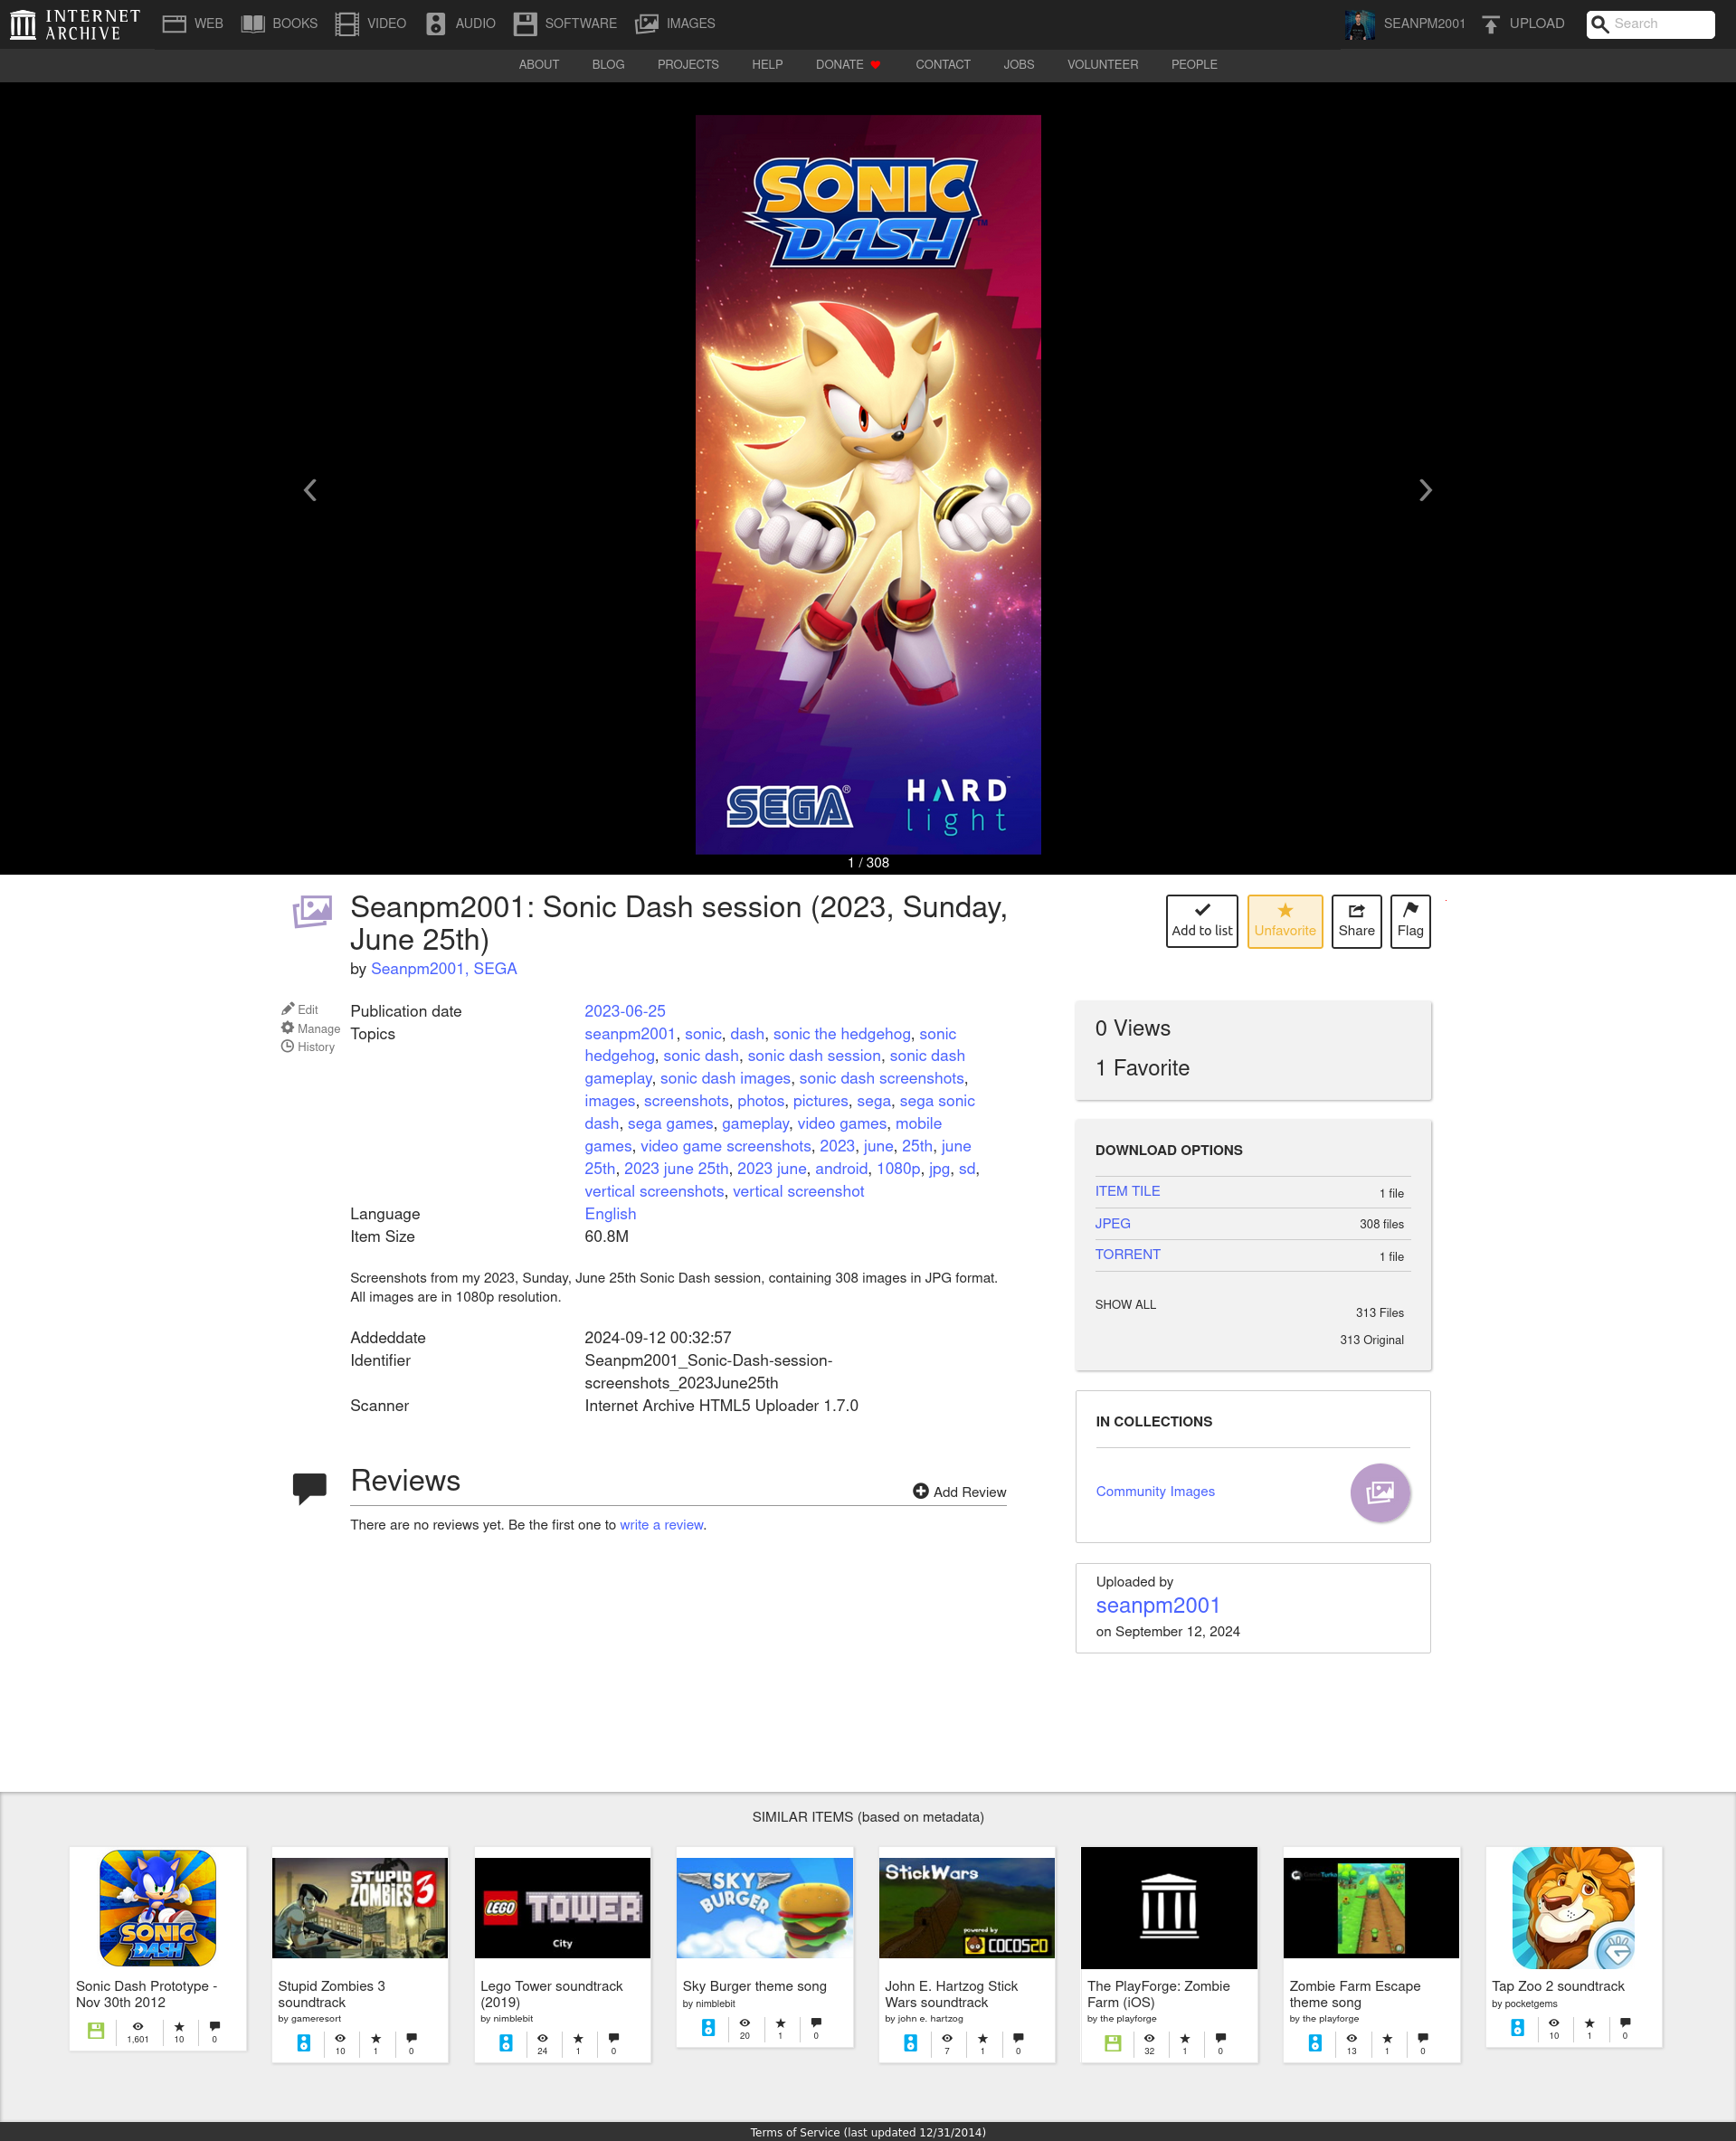 INTERNET ARCHIVE
WEB
BOOKS
VIDEO
AUDIO
SOFTWARE
IMAGES
SEANPM2001
UPLOAD
Search
ABOUT
BLOG
PROJECTS
HELP
DONATE
CONTACT
JOBS
VOLUNTEER
PEOPLE
SONIC
DASH™
SEGA®
HARD
light
1 / 308
Seanpm2001: Sonic Dash session (2023, Sunday,
June 25th)
by Seanpm2001, SEGA
Add to list
Unfavorite
Share
Flag
Edit
Manage
History
Publication date 2023-06-25
Topics seanpm2001, sonic, dash, sonic the hedgehog, sonic
hedgehog, sonic dash, sonic dash session, sonic dash
gameplay, sonic dash images, sonic dash screenshots,
images, screenshots, photos, pictures, sega, sega sonic
dash, sega games, gameplay, video games, mobile
games, video game screenshots, 2023, june, 25th, june
25th, 2023 june 25th, 2023 june, android, 1080p, jpg, sd,
vertical screenshots, vertical screenshot
Language English
Item Size 60.8M
Screenshots from my 2023, Sunday, June 25th Sonic Dash session, containing 308 images in JPG format.
All images are in 1080p resolution.
Addeddate 2024-09-12 00:32:57
Identifier Seanpm2001_Sonic-Dash-session-
screenshots_2023June25th
Scanner Internet Archive HTML5 Uploader 1.7.0
Reviews
Add Review
There are no reviews yet. Be the first one to write a review.
0 Views
1 Favorite
DOWNLOAD OPTIONS
ITEM TILE 1 file
JPEG 308 files
TORRENT 1 file
SHOW ALL 313 Files
313 Original
IN COLLECTIONS
Community Images
Uploaded by
seanpm2001
on September 12, 2024
SIMILAR ITEMS (based on metadata)
SONIC
DASH
Sonic Dash Prototype -
Nov 30th 2012
1,601 10 0
STUPID
ZOMBIES 3
Stupid Zombies 3
soundtrack
by gameresort
10 1 0
LEGO TOWER
City
Lego Tower soundtrack
(2019)
by nimblebit
24 1 0
SKY
BURGER
Sky Burger theme song
by nimblebit
20 1 0
StickWars
powered by
COCOS2D
John E. Hartzog Stick
Wars soundtrack
by john e. hartzog
7 1 0
The PlayForge: Zombie
Farm (iOS)
by the playforge
32 1 0
Zombie Farm Escape
theme song
by the playforge
13 1 0
Tap Zoo 2 soundtrack
by pocketgems
10 1 0
Terms of Service (last updated 12/31/2014)